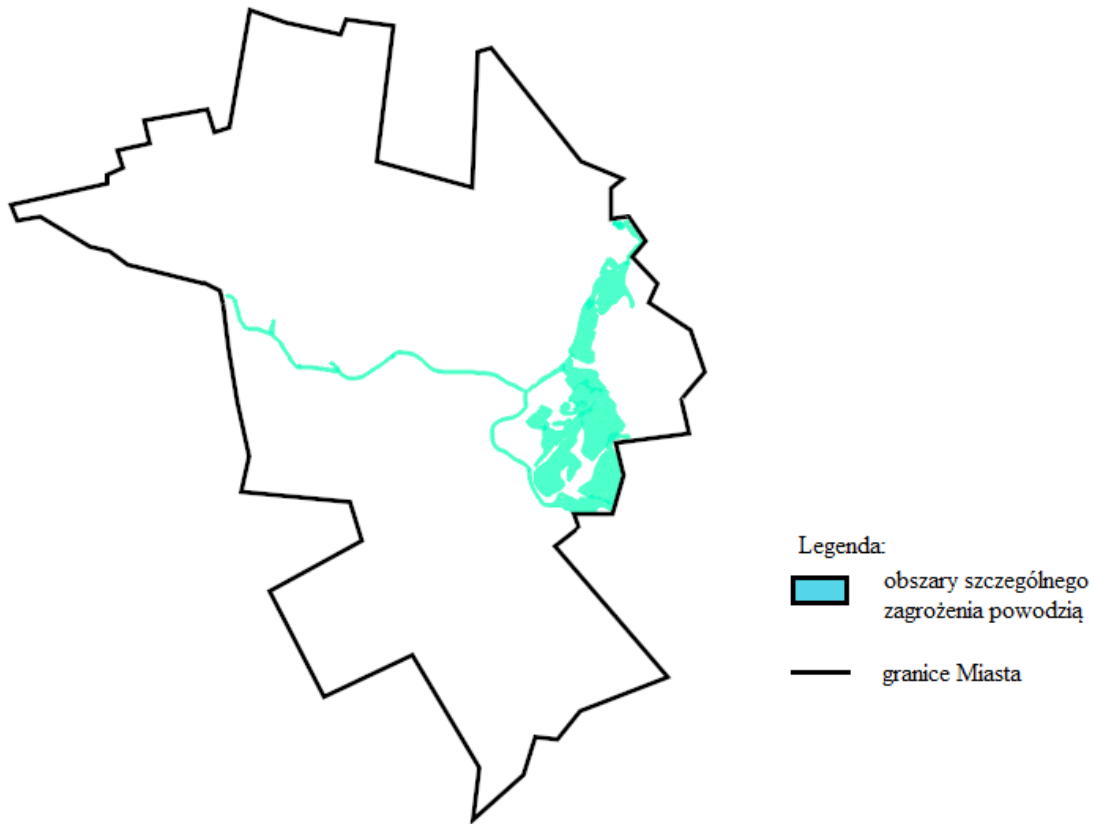 Legenda:
obszary szczególnego
zagrożenia powodzią
granice Miasta